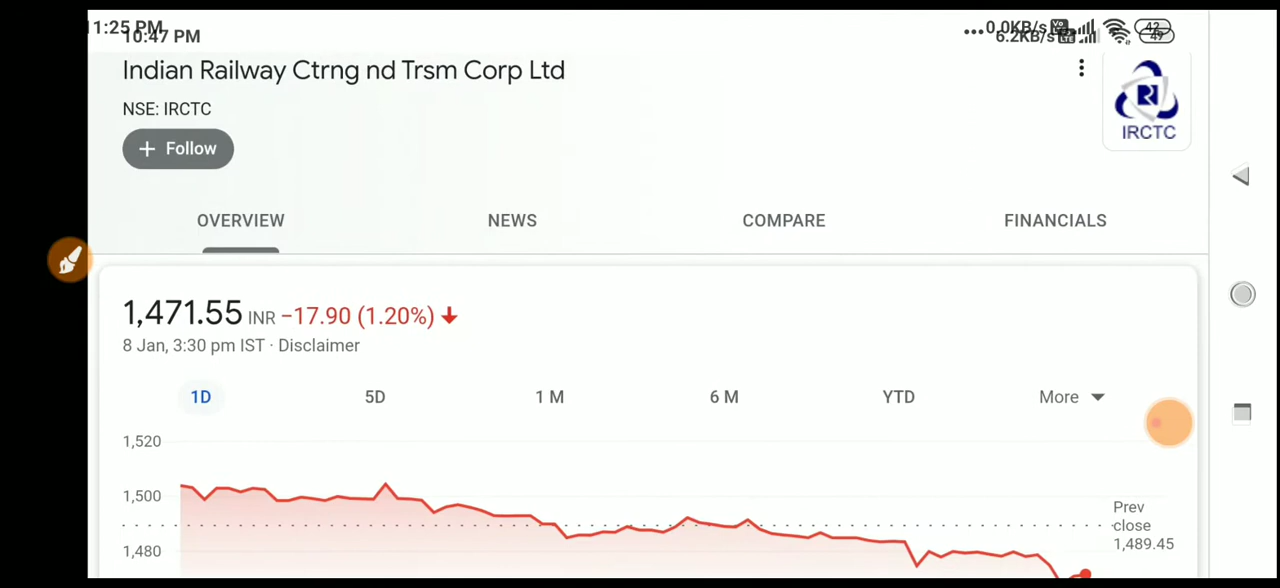 11:25 PM
10:47 PM
0.0KB/s
6.2KB/s
42
49
Indian Railway Ctrng nd Trsm Corp Ltd
NSE: IRCTC
+ Follow
IRCTC
OVERVIEW NEWS COMPARE FINANCIALS
1,471.55 INR −17.90 (1.20%)
8 Jan, 3:30 pm IST · Disclaimer
1D 5D 1 M 6 M YTD More
1,520
1,500
1,480
Prev
close
1,489.45